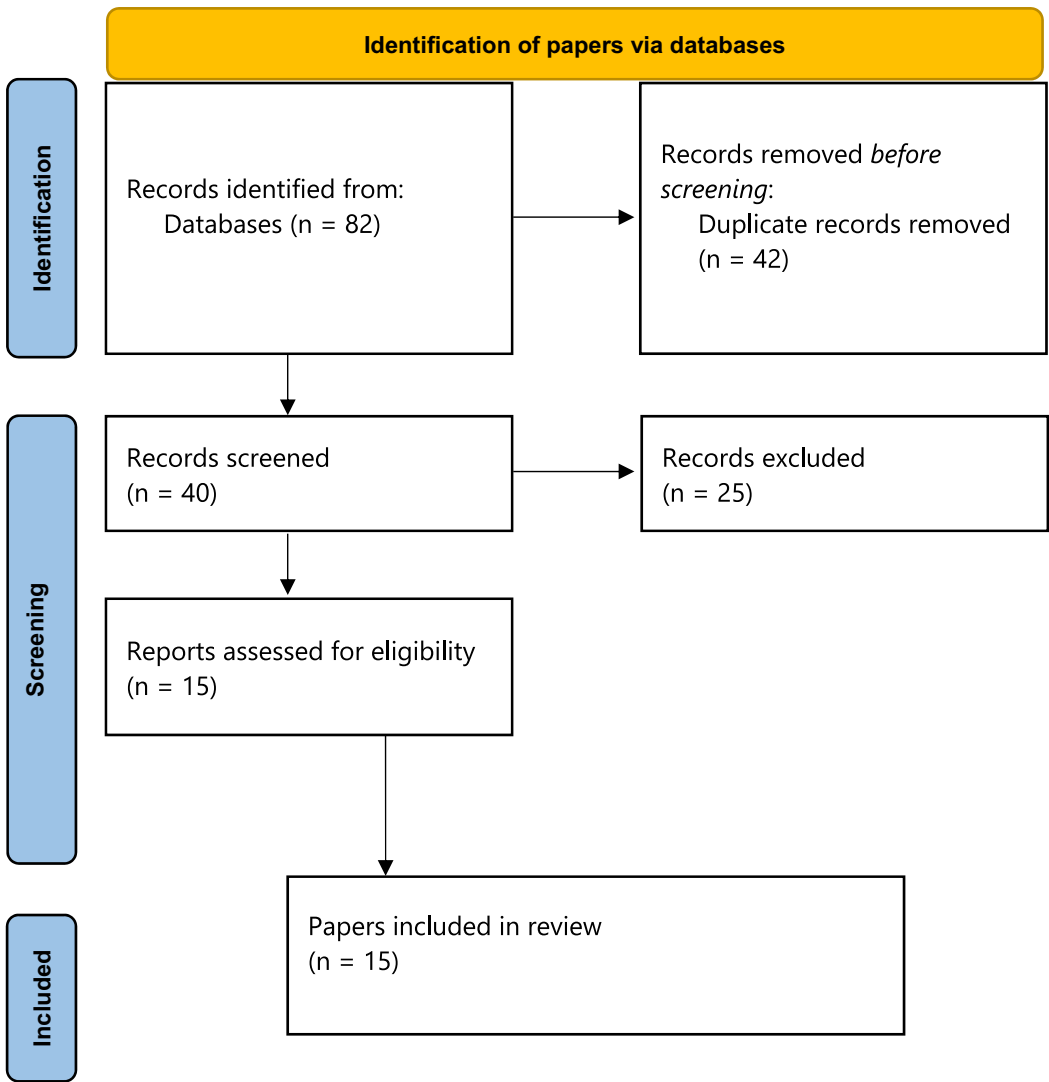 Identification of papers via databases
Identification
Records identified from:
Databases (n = 82)
Records removed before
screening:
Duplicate records removed
(n = 42)
Screening
Records screened
(n = 40)
Records excluded
(n = 25)
Reports assessed for eligibility
(n = 15)
Included
Papers included in review
(n = 15)